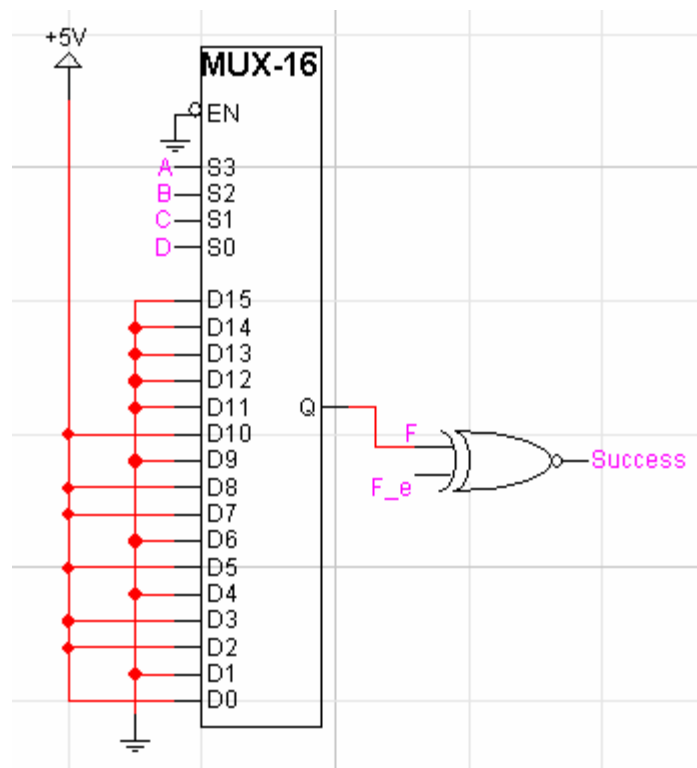 +5V
MUX-16
EN
A S3
B S2
C S1
D S0
D15
D14
D13
D12
D11 Q
F
D10
D9
Success
D8
F_e
D7
D6
D5
D4
D3
D2
D1
D0